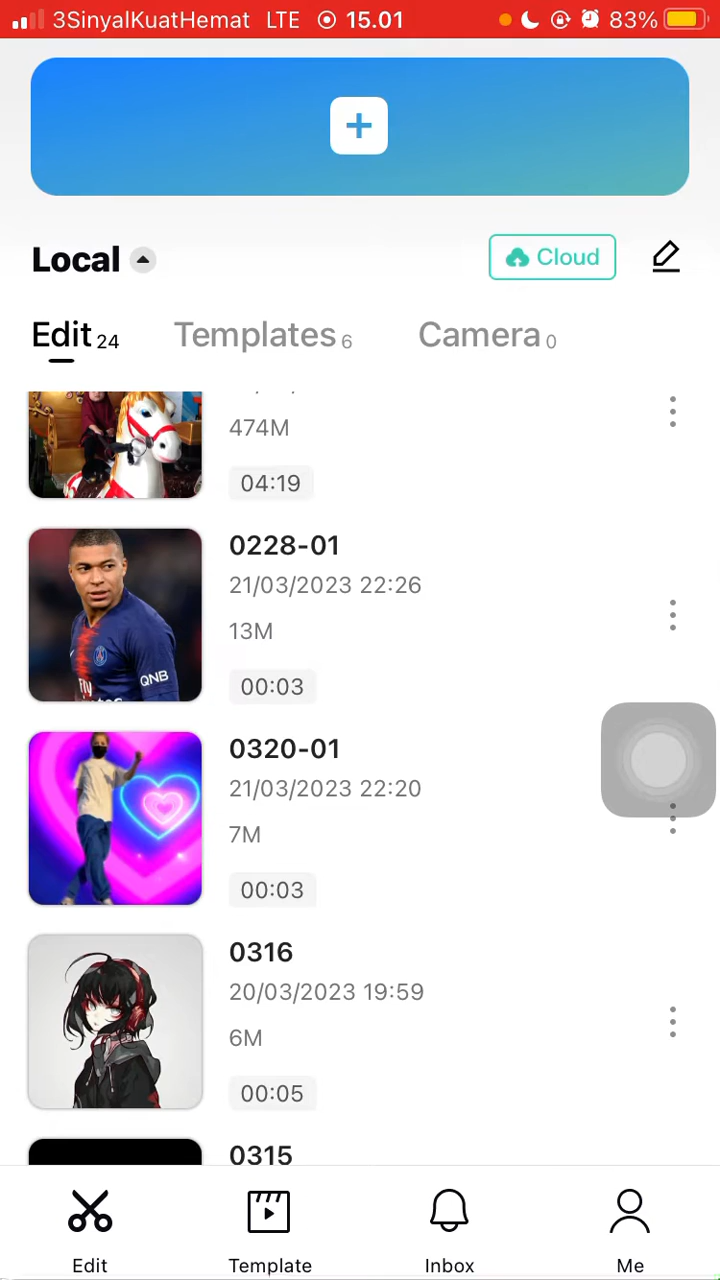 3SinyalKuatHemat LTE 15.01 83%
Local
Cloud
Edit 24 Templates 6 Camera 0
474M
04:19
0228-01
21/03/2023 22:26
13M
00:03
QNB
Fly
0320-01
21/03/2023 22:20
7M
00:03
0316
20/03/2023 19:59
6M
00:05
0315
Edit Template Inbox Me